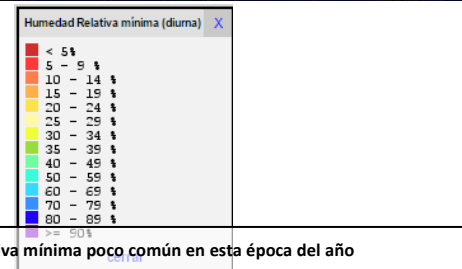 Humedad Relativa mínima (diurna) X
< 5%
5 - 9 %
10 - 14 %
15 - 19 %
20 - 24 %
25 - 29 %
30 - 34 %
35 - 39 %
40 - 49 %
50 - 59 %
60 - 69 %
70 - 79 %
80 - 89 %
>= 90%
iva mínima poco común en esta época del año
cerrar